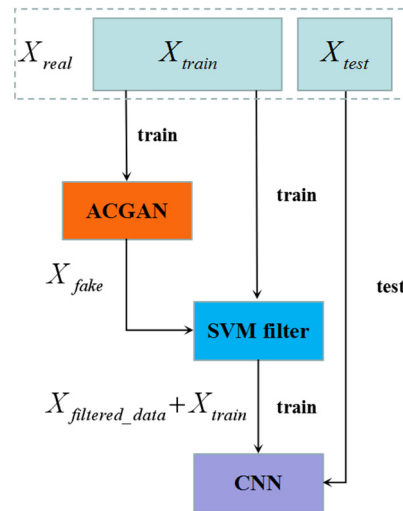 X_real X_train X_test
train
ACGAN
train
X_fake
test
SVM filter
X_filtered_data + X_train train
CNN